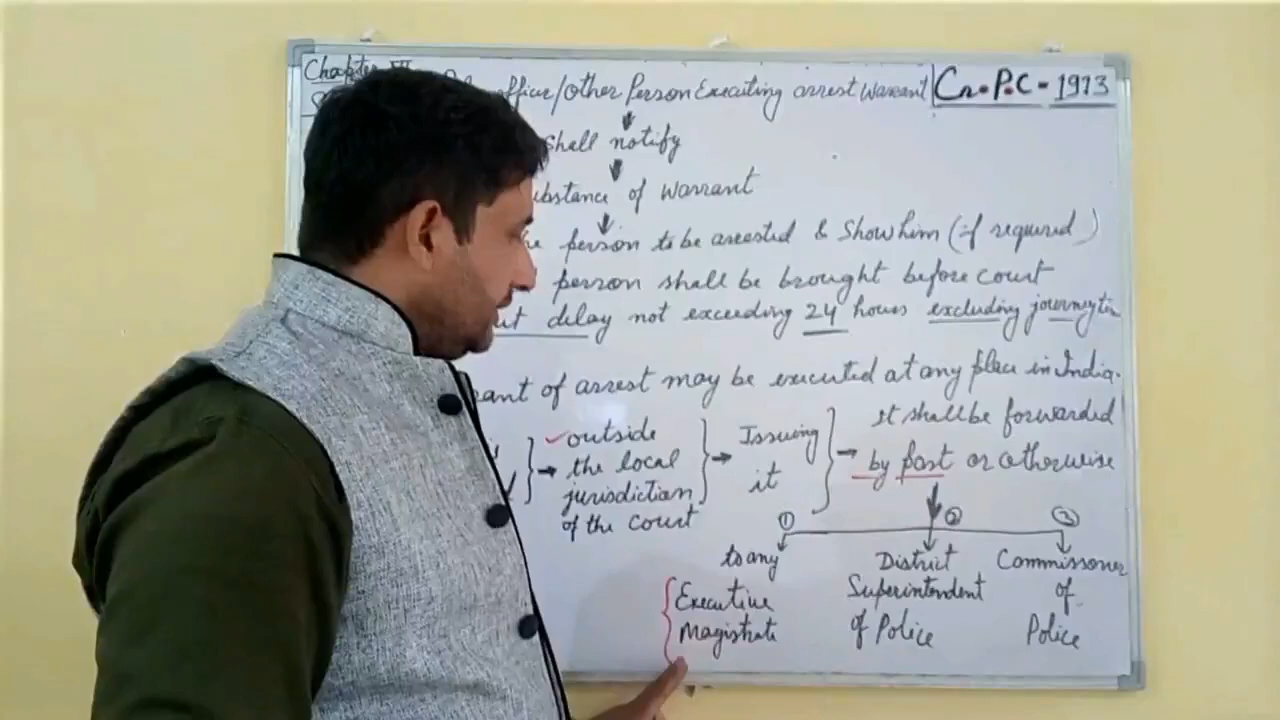 Chapter
office/other Person Executing arrest Warrant
Cr.P.C - 1973
Shall notify
ubstance of warrant
person to be arrested & Show him (if required)
person shall be brought before court
delay not exceeding 24 hours excluding journey
of arrest may be executed at any place in India.
outside
the local
jurisdiction
of the court
Issuing
it
It shall be forwarded
by post or otherwise
①
②
③
to any
Executive
Magistrate
District
Superintendent
of Police
Commissoner
of
Police